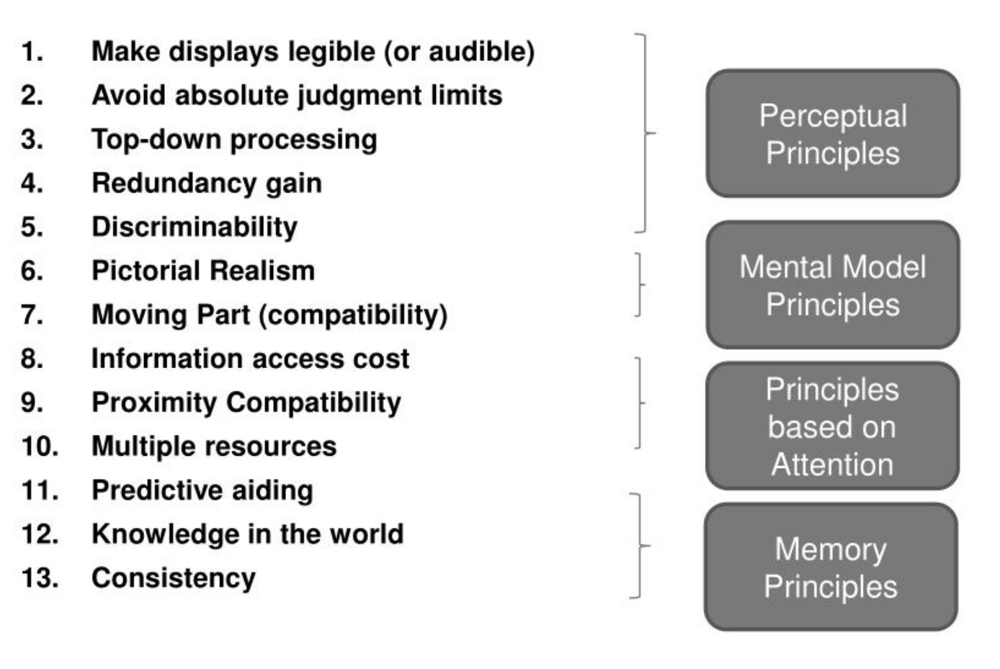 1. Make displays legible (or audible)
2. Avoid absolute judgment limits
3. Top-down processing
4. Redundancy gain
5. Discriminability
6. Pictorial Realism
7. Moving Part (compatibility)
8. Information access cost
9. Proximity Compatibility
10. Multiple resources
11. Predictive aiding
12. Knowledge in the world
13. Consistency
Perceptual
Principles
Mental Model
Principles
Principles
based on
Attention
Memory
Principles